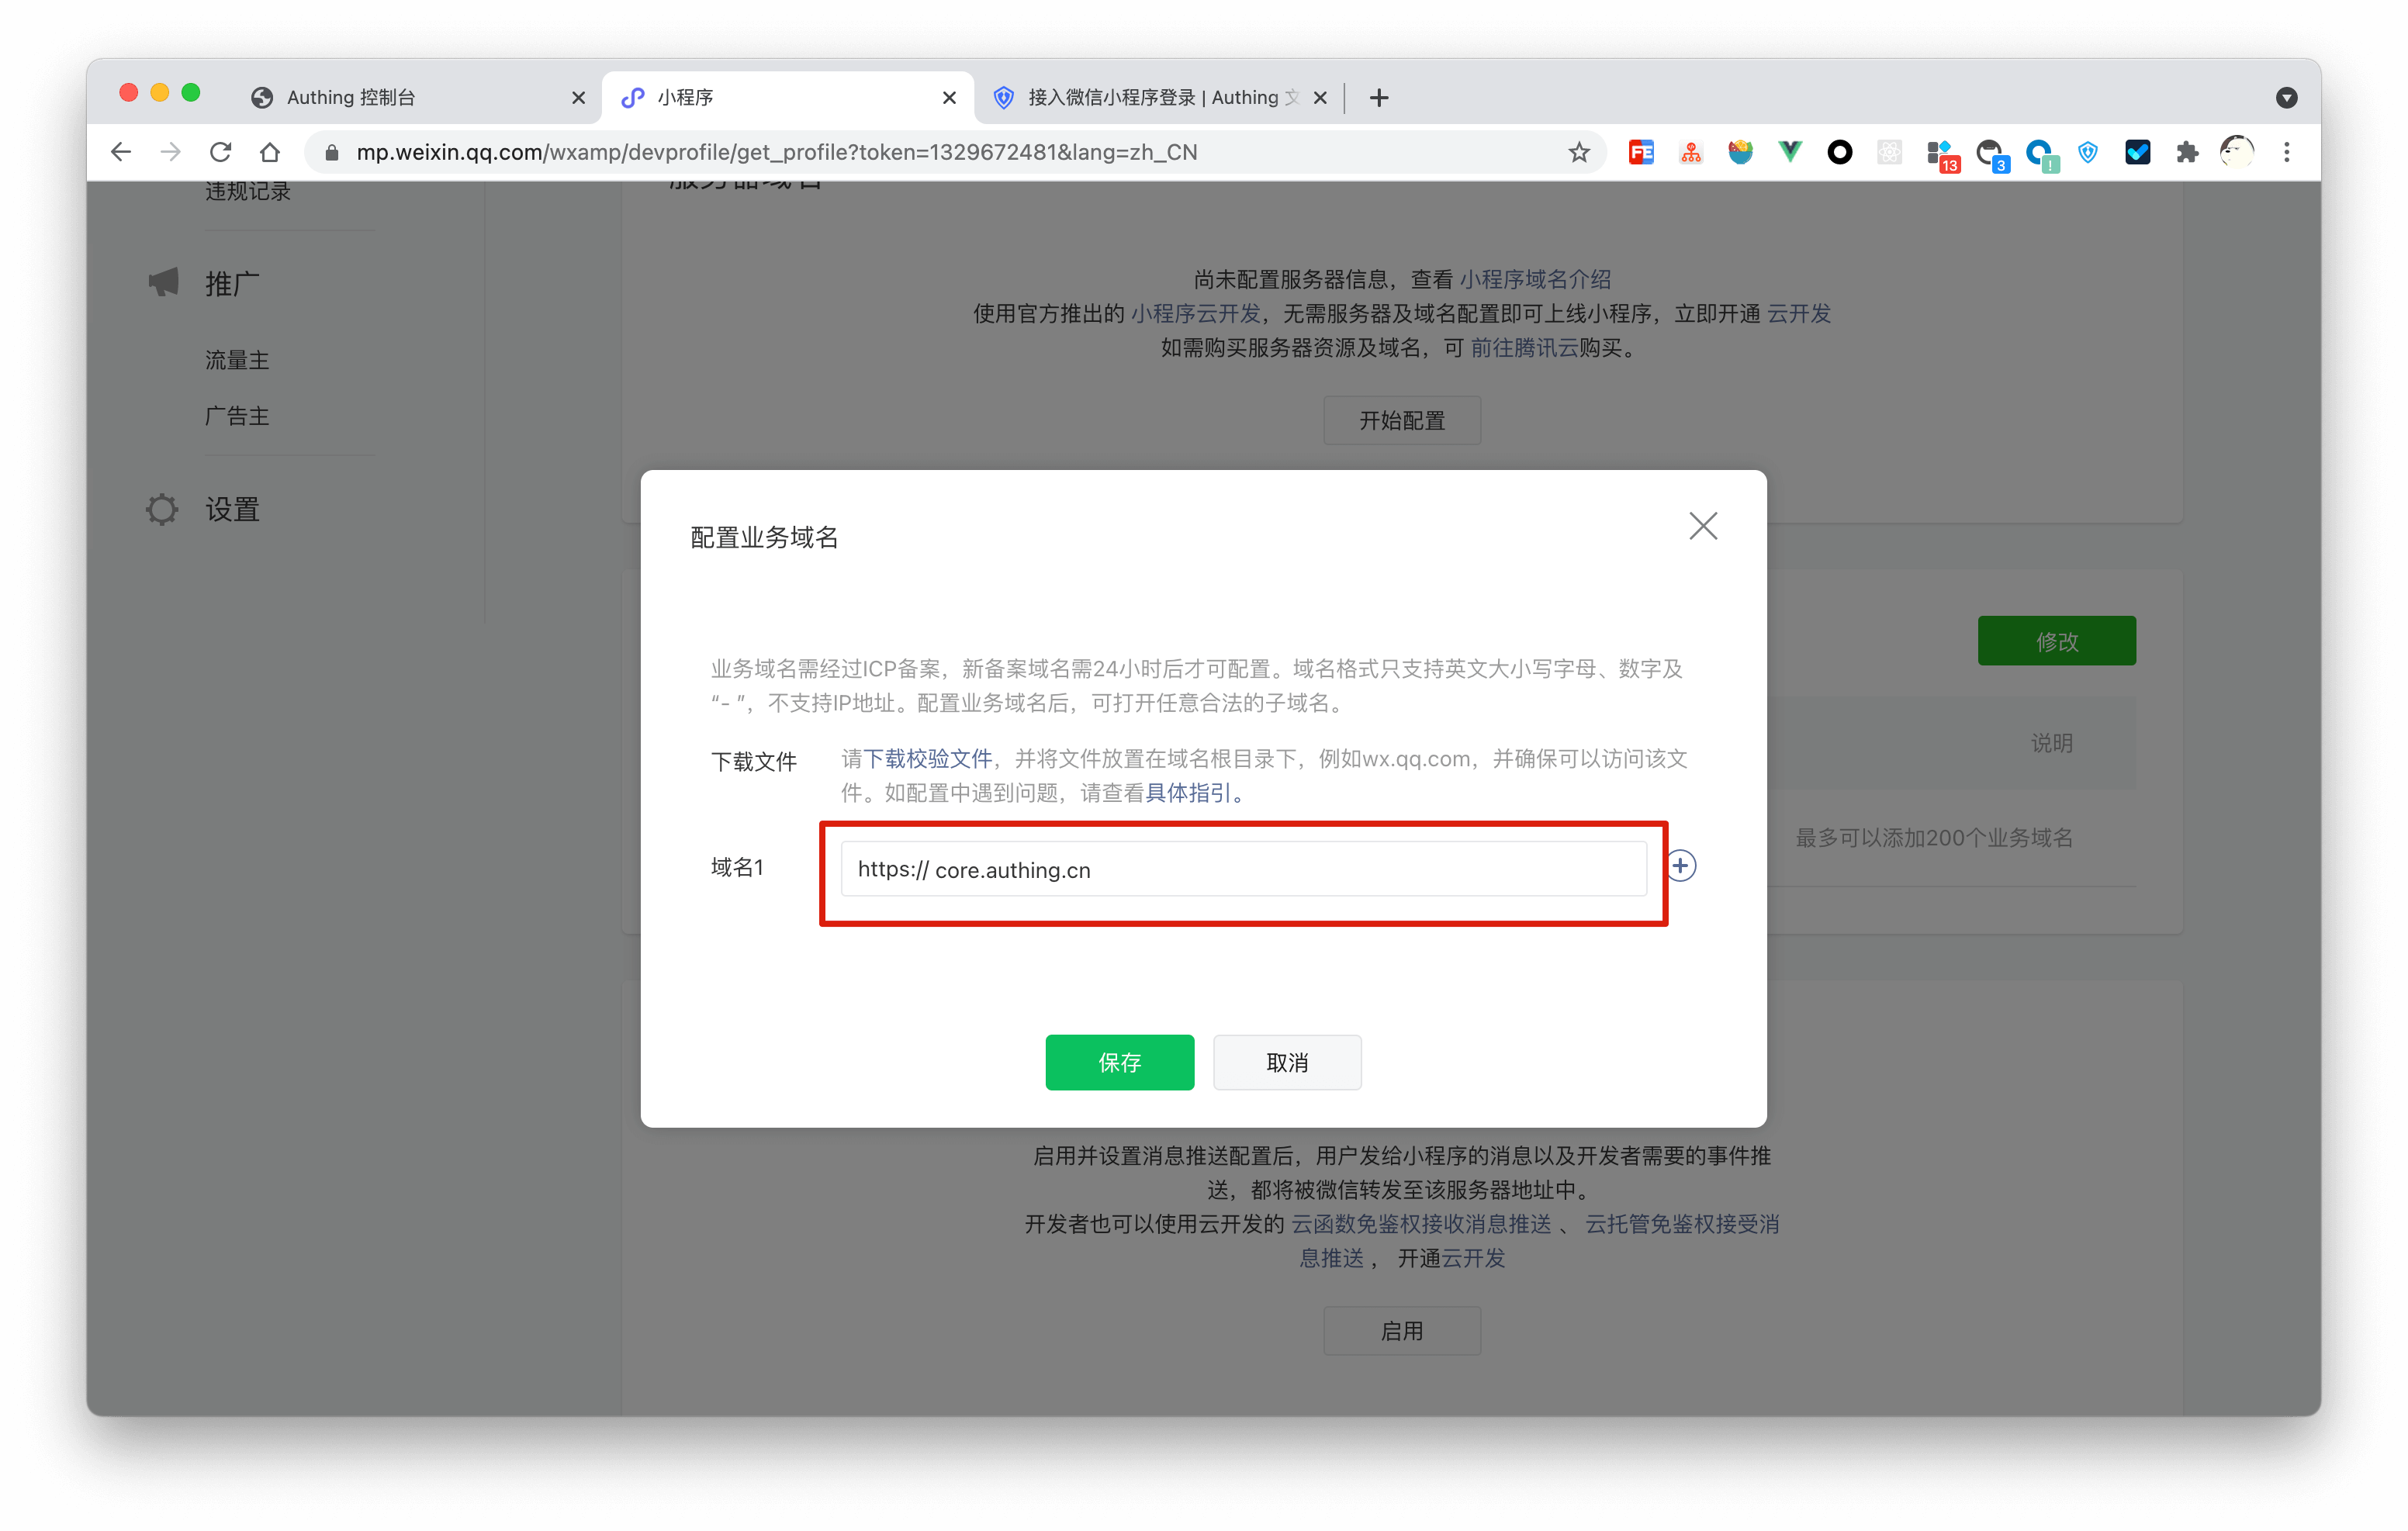 Authing 控制台
小程序
接入微信小程序登录 | Authing 文
mp.weixin.qq.com/wxamp/devprofile/get_profile?token=1329672481&lang=zh_CN
FE
13
3
!
违规记录
推广
流量主
广告主
设置
服务器域名
尚未配置服务器信息，查看 小程序域名介绍
使用官方推出的 小程序云开发，无需服务器及域名配置即可上线小程序，立即开通 云开发
如需购买服务器资源及域名，可 前往腾讯云购买。
开始配置
修改
说明
最多可以添加200个业务域名
配置业务域名
业务域名需经过ICP备案，新备案域名需24小时后才可配置。域名格式只支持英文大小写字母、数字及
“- ”，不支持IP地址。配置业务域名后，可打开任意合法的子域名。
下载文件
请下载校验文件，并将文件放置在域名根目录下，例如wx.qq.com，并确保可以访问该文
件。如配置中遇到问题，请查看具体指引。
域名1
https:// core.authing.cn
保存
取消
启用并设置消息推送配置后，用户发给小程序的消息以及开发者需要的事件推
送，都将被微信转发至该服务器地址中。
开发者也可以使用云开发的 云函数免鉴权接收消息推送 、 云托管免鉴权接受消
息推送 ， 开通云开发
启用